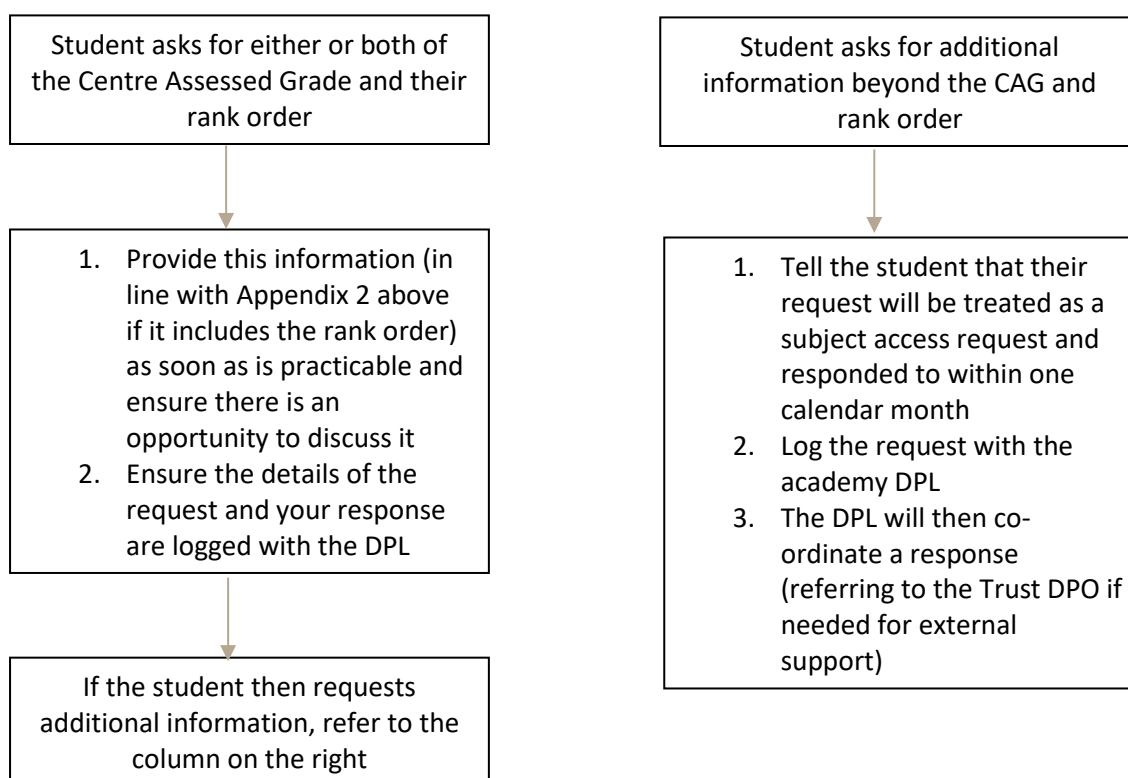 Student asks for either or both of
the Centre Assessed Grade and their
rank order
1. Provide this information (in
line with Appendix 2 above
if it includes the rank order)
as soon as is practicable and
ensure there is an
opportunity to discuss it
2. Ensure the details of the
request and your response
are logged with the DPL
If the student then requests
additional information, refer to the
column on the right
Student asks for additional
information beyond the CAG and
rank order
1. Tell the student that their
request will be treated as a
subject access request and
responded to within one
calendar month
2. Log the request with the
academy DPL
3. The DPL will then co-
ordinate a response
(referring to the Trust DPO if
needed for external
support)